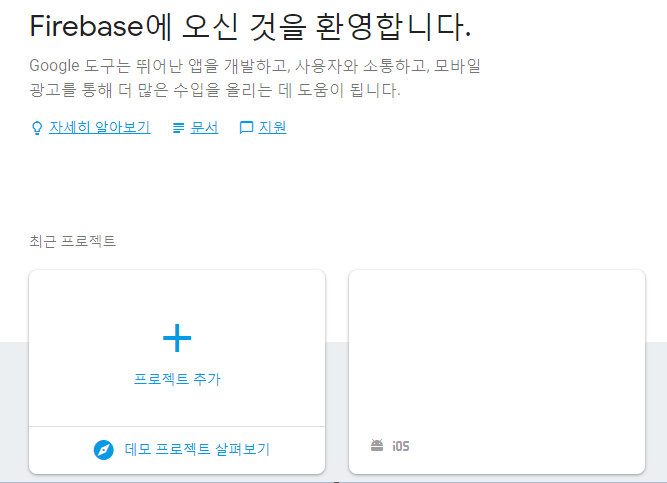 Firebase에 오신 것을 환영합니다.
Google 도구는 뛰어난 앱을 개발하고, 사용자와 소통하고, 모바일
광고를 통해 더 많은 수입을 올리는 데 도움이 됩니다.
자세히 알아보기 문서 지원
최근 프로젝트
프로젝트 추가
데모 프로젝트 살펴보기
iOS